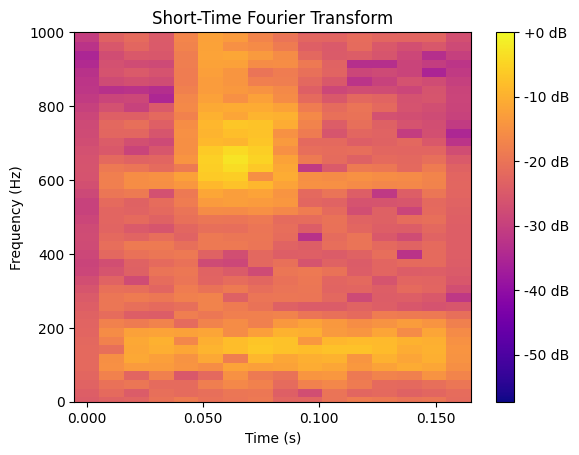 Short-Time Fourier Transform
1000
800
600
400
200
0
Frequency (Hz)
0.000
0.050
0.100
0.150
Time (s)
+0 dB
-10 dB
-20 dB
-30 dB
-40 dB
-50 dB